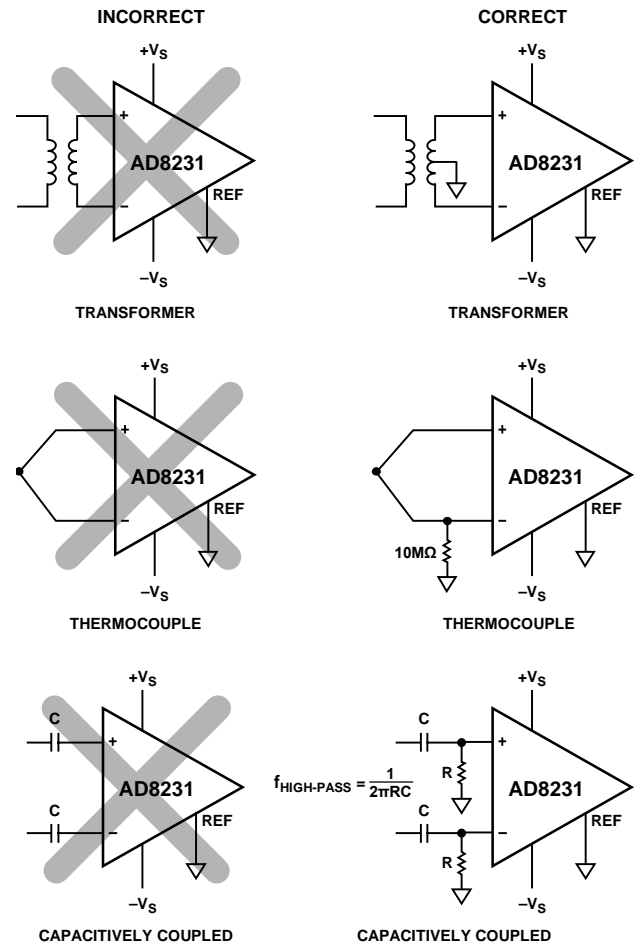 INCORRECT
CORRECT
+VS
+
AD8231
−
REF
−VS
TRANSFORMER
+VS
+
AD8231
−
REF
−VS
TRANSFORMER
+VS
+
AD8231
−
REF
−VS
THERMOCOUPLE
+VS
+
AD8231
−
REF
10MΩ
−VS
THERMOCOUPLE
+VS
C
+
AD8231
C
−
REF
−VS
CAPACITIVELY COUPLED
fHIGH-PASS = 1/2πRC
+VS
C
+
R
AD8231
C
−
R
REF
−VS
CAPACITIVELY COUPLED